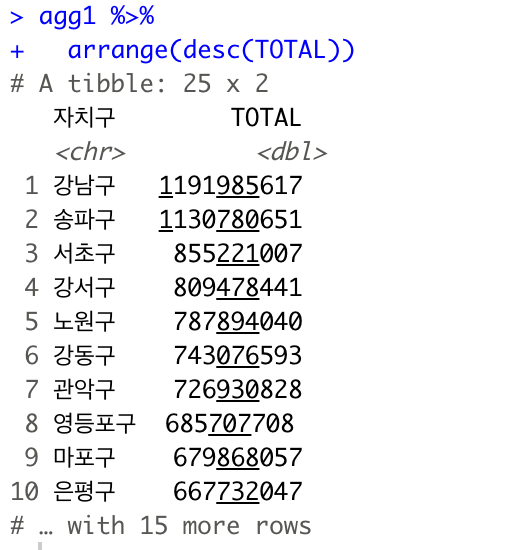 > agg1 %>%
+   arrange(desc(TOTAL))
# A tibble: 25 x 2
   자치구        TOTAL
   <chr>         <dbl>
 1 강남구   1191985617
 2 송파구   1130780651
 3 서초구    855221007
 4 강서구    809478441
 5 노원구    787894040
 6 강동구    743076593
 7 관악구    726930828
 8 영등포구  685707708
 9 마포구    679868057
10 은평구    667732047
# … with 15 more rows